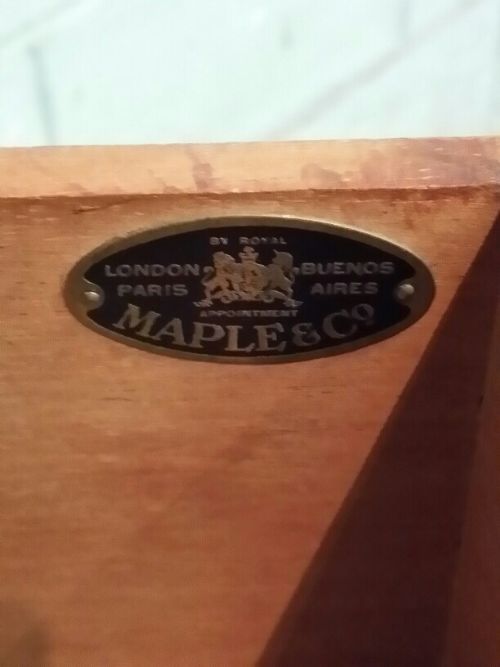 BY ROYAL
LONDON BUENOS
PARIS AIRES
APPOINTMENT
MAPLE & Cº